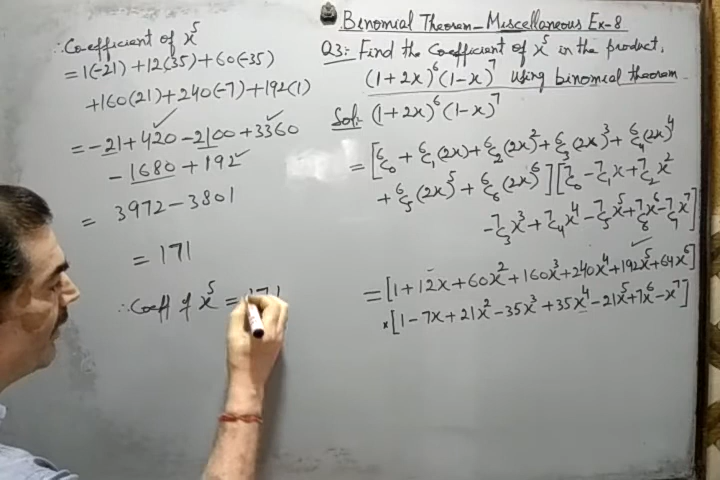 Binomial Theorem - Miscellaneous Ex-8
Q3:- Find the Coefficient of x⁵ in the product,
(1+2x)⁶(1-x)⁷ using binomial theorem.
Sol:- (1+2x)⁶(1-x)⁷
= [⁶C₀ + ⁶C₁(2x) + ⁶C₂(2x)² + ⁶C₃(2x)³ + ⁶C₄(2x)⁴
+ ⁶C₅(2x)⁵ + ⁶C₆(2x)⁶] [⁷C₀ - ⁷C₁x + ⁷C₂x²
- ⁷C₃x³ + ⁷C₄x⁴ - ⁷C₅x⁵ + ⁷C₆x⁶ - ⁷C₇x⁷]
= [1+12x+60x²+160x³+240x⁴+192x⁵+64x⁶]
×[1-7x+21x²-35x³+35x⁴-21x⁵+7x⁶-x⁷]
∴ Coefficient of x⁵
= 1(-21)+12(35)+60(-35)
+160(21)+240(-7)+192(1)
= -21+420-2100+3360
-1680+192
= 3972-3801
= 171
∴ Coeff of x⁵ = 171